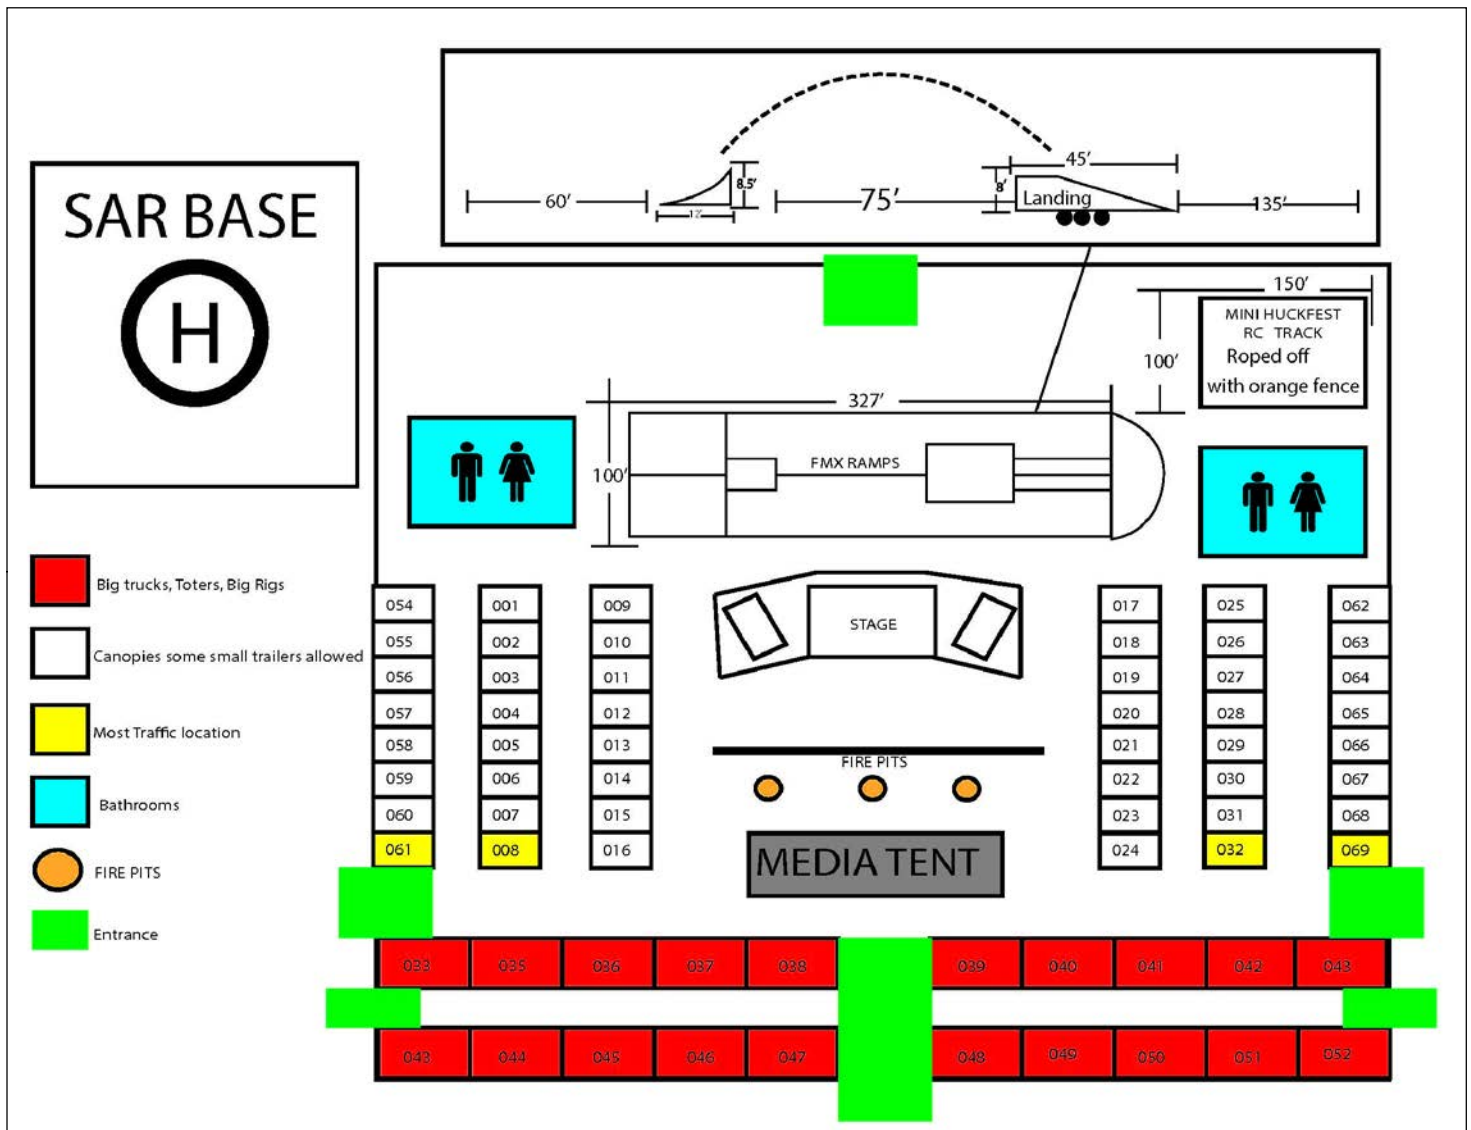 45'
8.5'
8'
60'
75'
Landing
135'
12'
SAR BASE
H
150'
MINI HUCKFEST
RC TRACK
Roped off
with orange fence
100'
327'
FMX RAMPS
100'
Big trucks, Toters, Big Rigs
Canopies some small trailers allowed
Most Traffic location
Bathrooms
FIRE PITS
Entrance
054 001 009 STAGE 017 025 062
055 002 010 018 026 063
056 003 011 019 027 064
057 004 012 020 028 065
058 005 013 021 029 066
FIRE PITS
059 006 014 022 030 067
060 007 015 023 031 068
061 008 016 MEDIA TENT 024 032 069
033 035 036 037 038 039 040 041 042 043
043 044 045 046 047 048 049 050 051 052